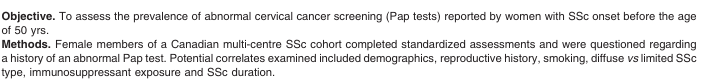 Objective. To assess the prevalence of abnormal cervical cancer screening (Pap tests) reported by women with SSc onset before the age
of 50 yrs.
Methods. Female members of a Canadian multi-centre SSc cohort completed standardized assessments and were questioned regarding
a history of an abnormal Pap test. Potential correlates examined included demographics, reproductive history, smoking, diffuse vs limited SSc
type, immunosuppressant exposure and SSc duration.